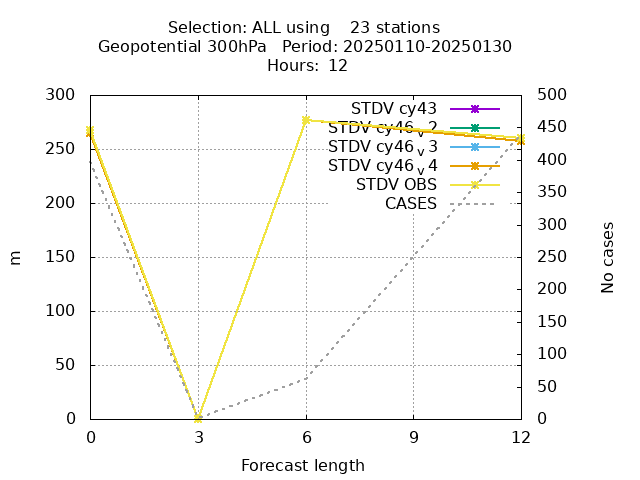 Selection: ALL using 23 stations
Geopotential 300hPa Period: 20250110-20250130
Hours: 12
m
No cases
300
250
200
150
100
50
0
500
450
400
350
300
250
200
150
100
50
0
STDV cy43
STDV cy46_v2
STDV cy46_v3
STDV cy46_v4
STDV OBS
CASES
0 3 6 9 12
Forecast length